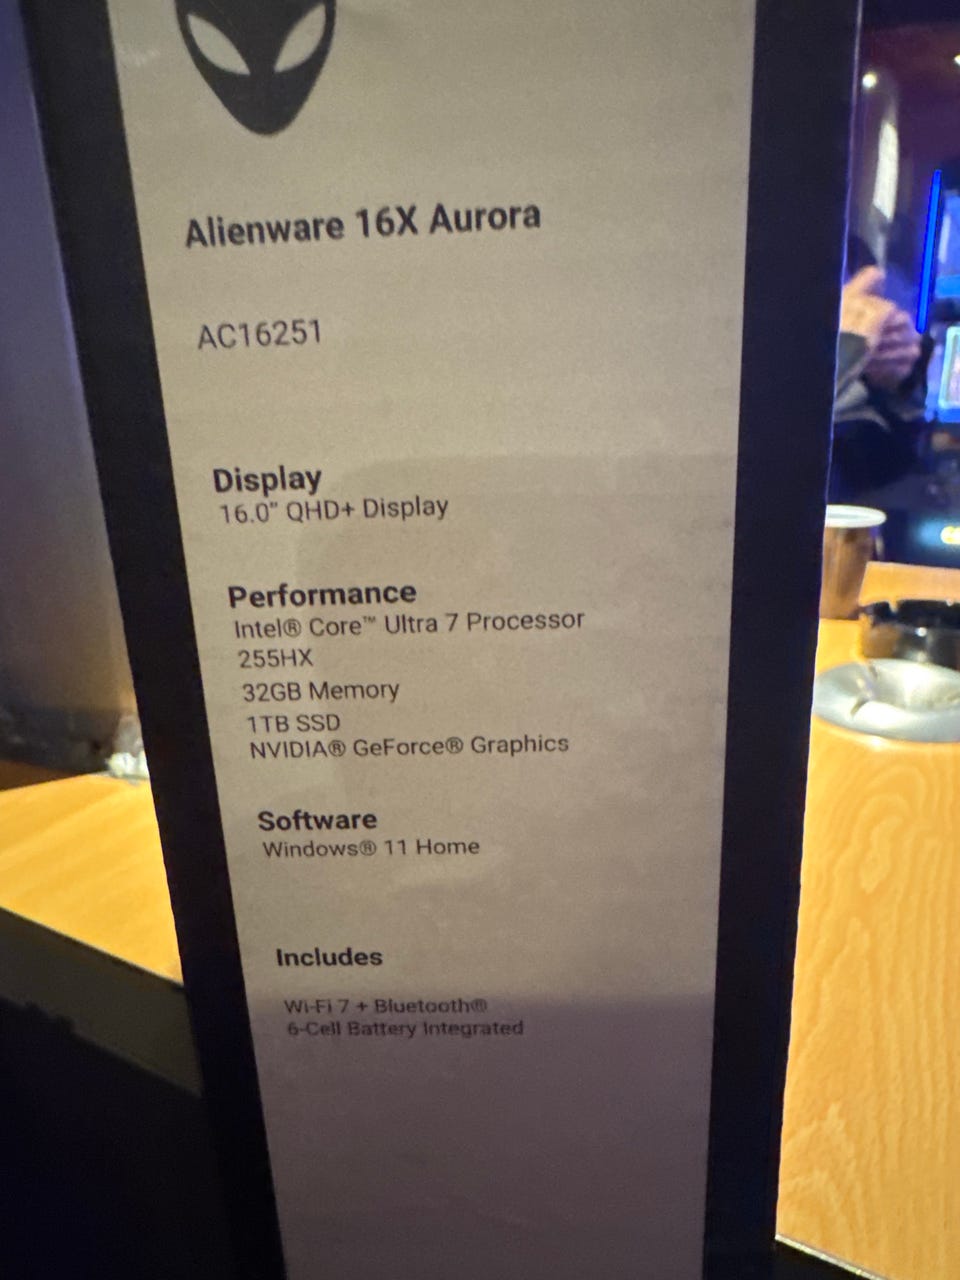 Alienware 16X Aurora
AC16251
Display
16.0" QHD+ Display
Performance
Intel® Core™ Ultra 7 Processor
255HX
32GB Memory
1TB SSD
NVIDIA® GeForce® Graphics
Software
Windows® 11 Home
Includes
Wi-Fi 7 + Bluetooth®
6-Cell Battery Integrated